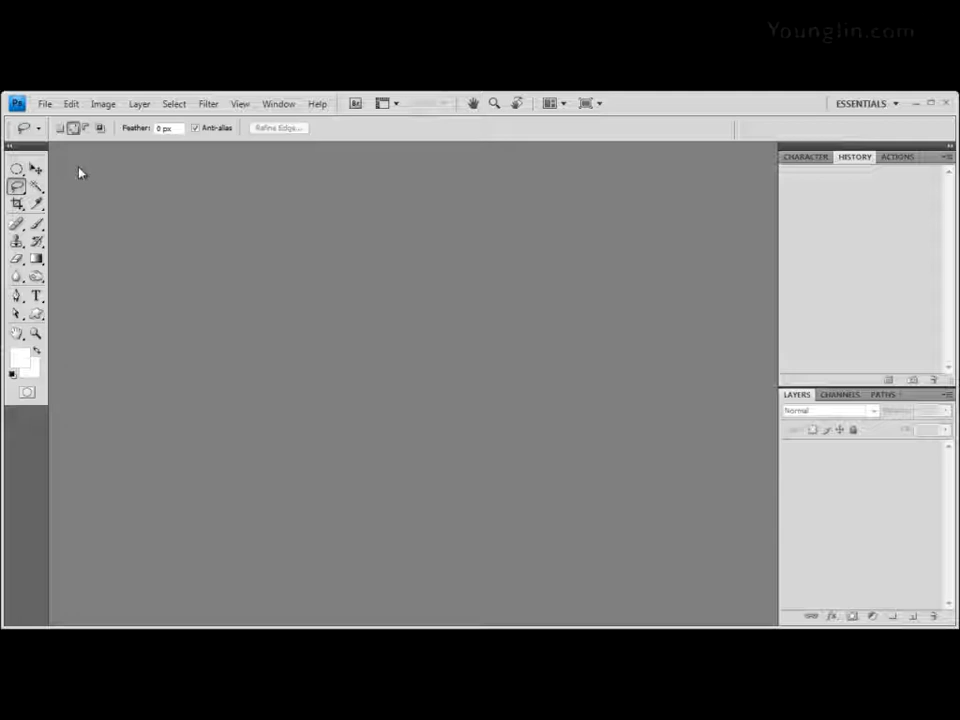 Younglin.com
Ps File Edit Image Layer Select Filter View Window Help Br ESSENTIALS
Feather: 0 px Anti-alias Refine Edge...
CHARACTER HISTORY ACTIONS
T
LAYERS CHANNELS PATHS
Normal